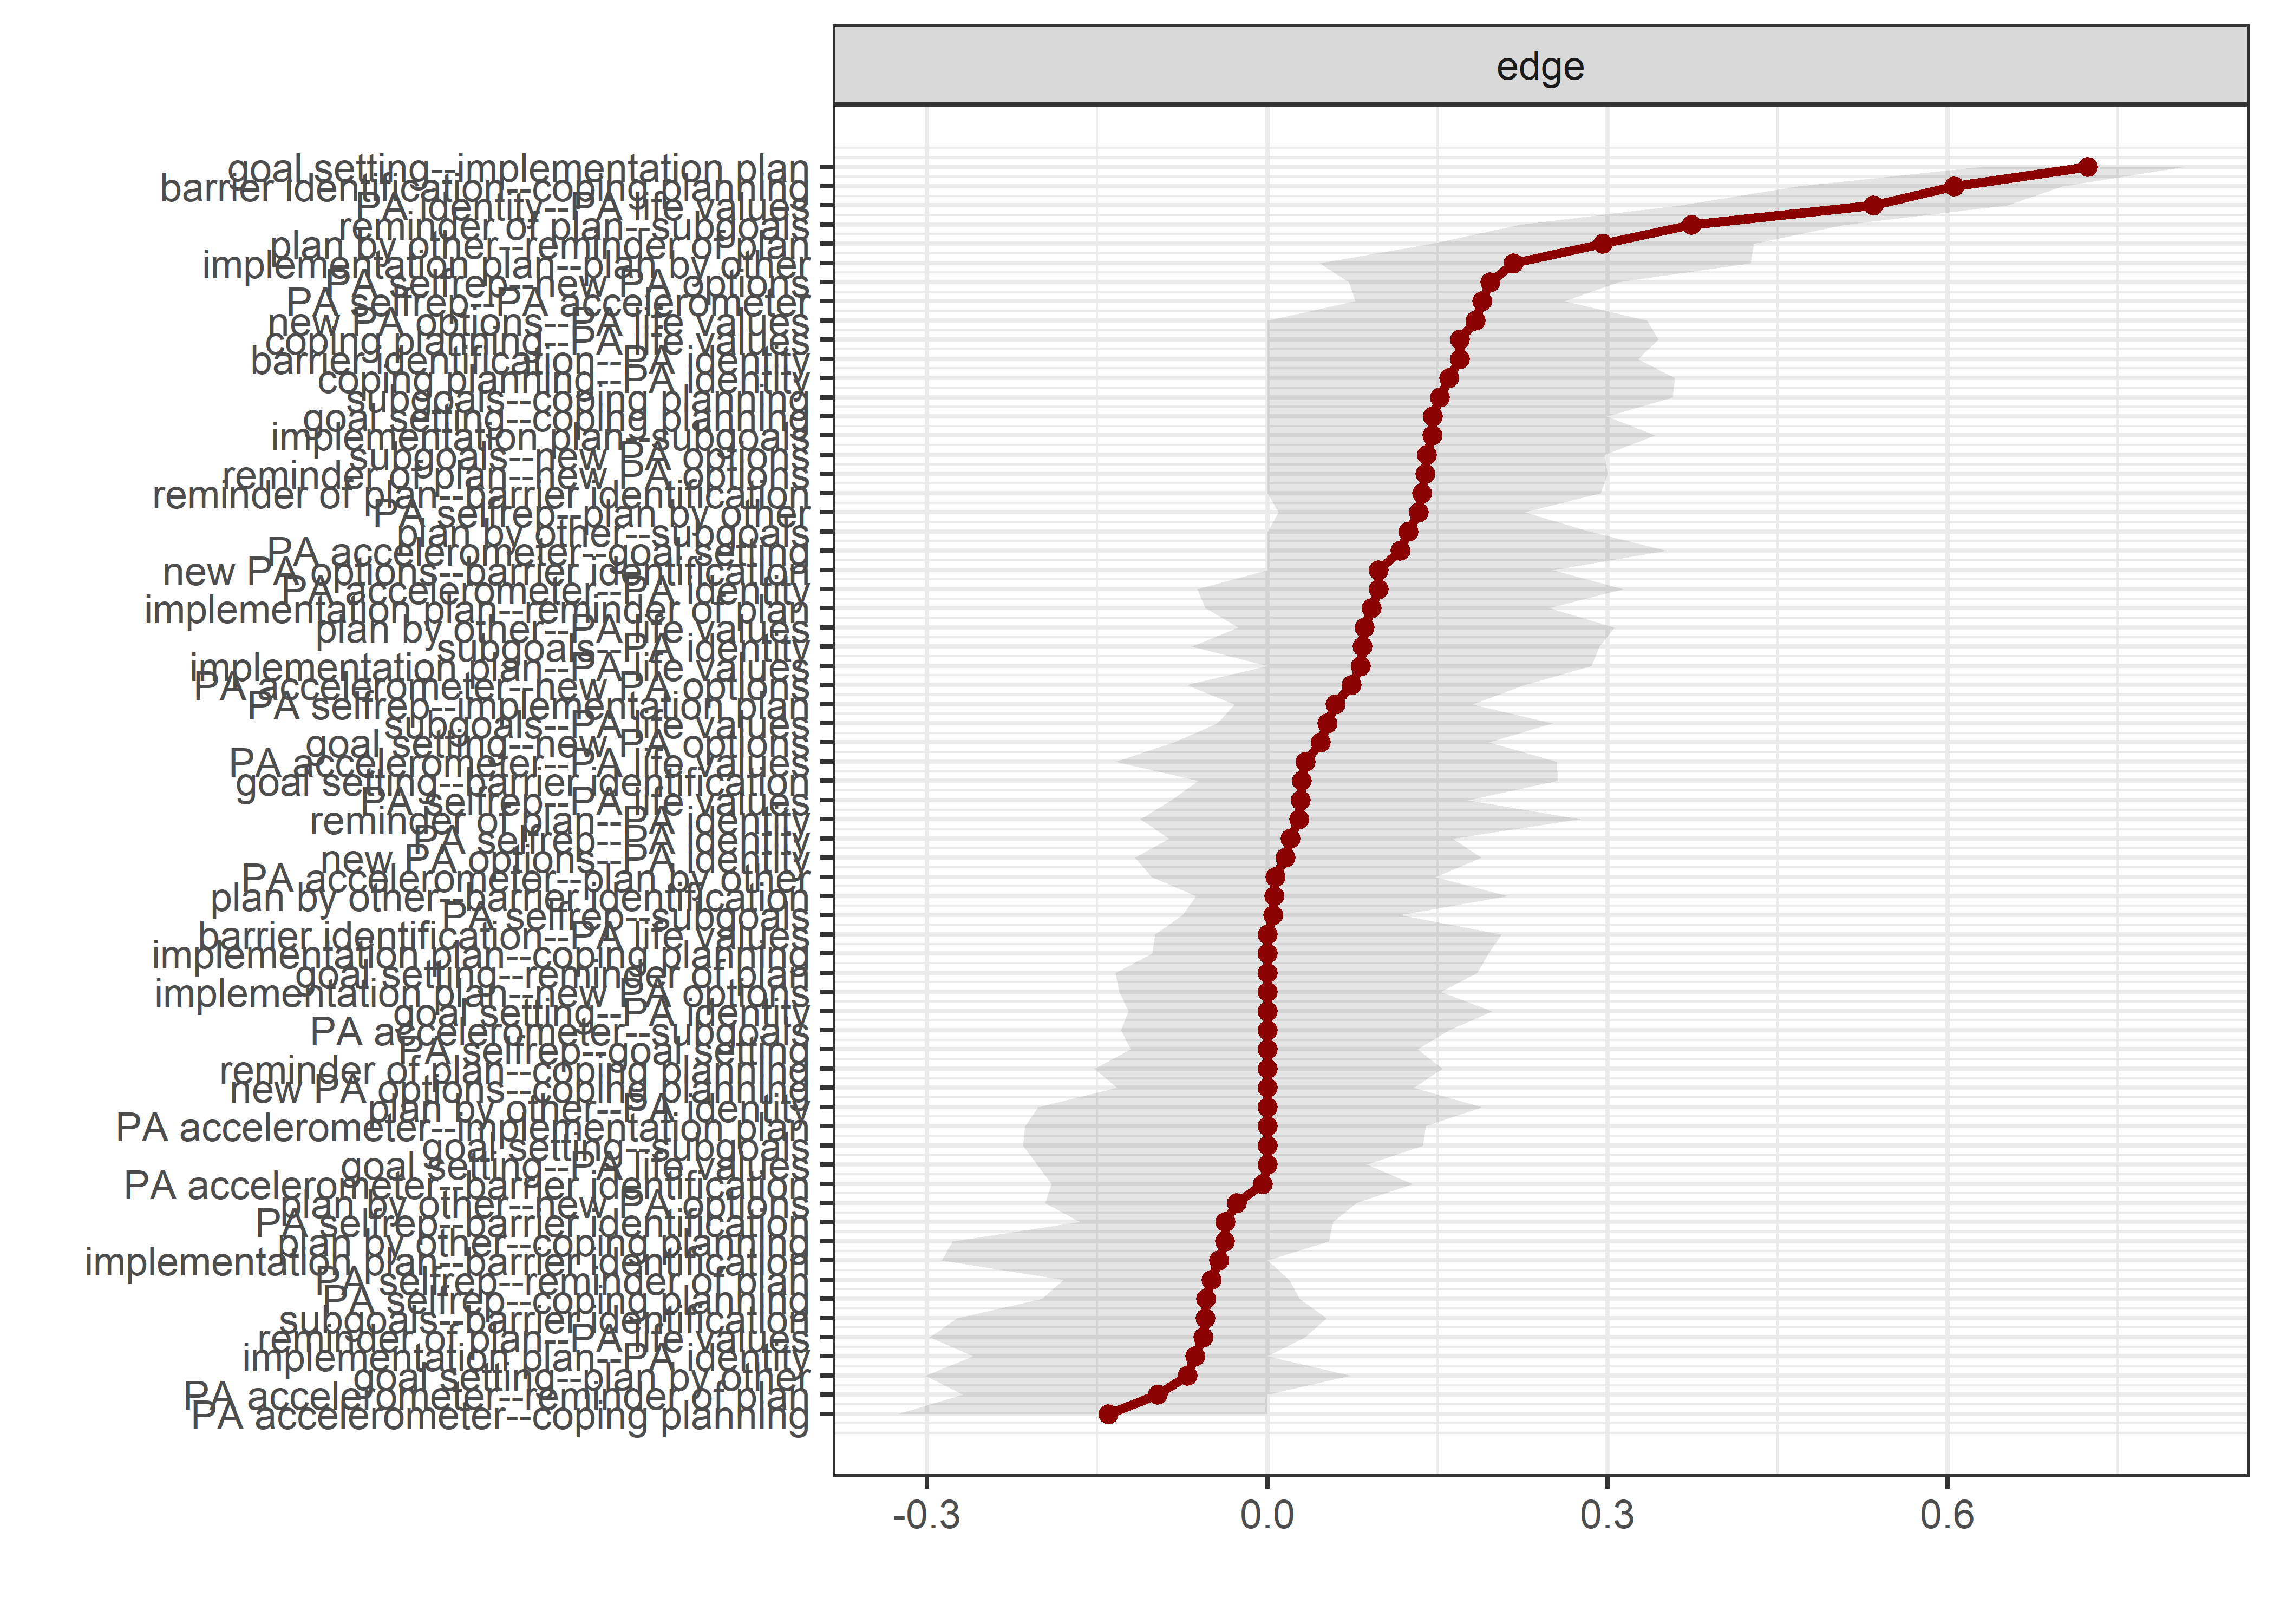 edge
goal setting--implementation plan
barrier identification--coping planning
PA identity--PA life values
reminder of plan--subgoals
plan by other--reminder of plan
implementation plan--plan by other
PA selfrep--new PA options
PA selfrep--PA accelerometer
new PA options--PA life values
coping planning--PA life values
barrier identification--PA identity
coping planning--PA identity
subgoals--coping planning
goal setting--coping planning
implementation plan--subgoals
subgoals--new PA options
reminder of plan--new PA options
reminder of plan--barrier identification
PA selfrep--plan by other
plan by other--subgoals
PA accelerometer--goal setting
new PA options--barrier identification
PA accelerometer--PA identity
implementation plan--reminder of plan
plan by other--PA life values
subgoals--PA identity
implementation plan--PA life values
PA accelerometer--new PA options
PA selfrep--implementation plan
subgoals--PA life values
goal setting--new PA options
PA accelerometer--PA life values
goal setting--barrier identification
PA selfrep--PA life values
reminder of plan--PA identity
PA selfrep--PA identity
new PA options--PA identity
PA accelerometer--plan by other
plan by other--barrier identification
PA selfrep--subgoals
barrier identification--PA life values
implementation plan--coping planning
goal setting--reminder of plan
implementation plan--new PA options
goal setting--PA identity
PA accelerometer--subgoals
PA selfrep--goal setting
reminder of plan--coping planning
new PA options--coping planning
plan by other--PA identity
PA accelerometer--implementation plan
goal setting--subgoals
goal setting--PA life values
PA accelerometer--barrier identification
plan by other--new PA options
PA selfrep--barrier identification
plan by other--coping planning
implementation plan--barrier identification
PA selfrep--reminder of plan
PA selfrep--coping planning
subgoals--barrier identification
reminder of plan--PA life values
implementation plan--PA identity
goal setting--plan by other
PA accelerometer--reminder of plan
PA accelerometer--coping planning
-0.3 0.0 0.3 0.6